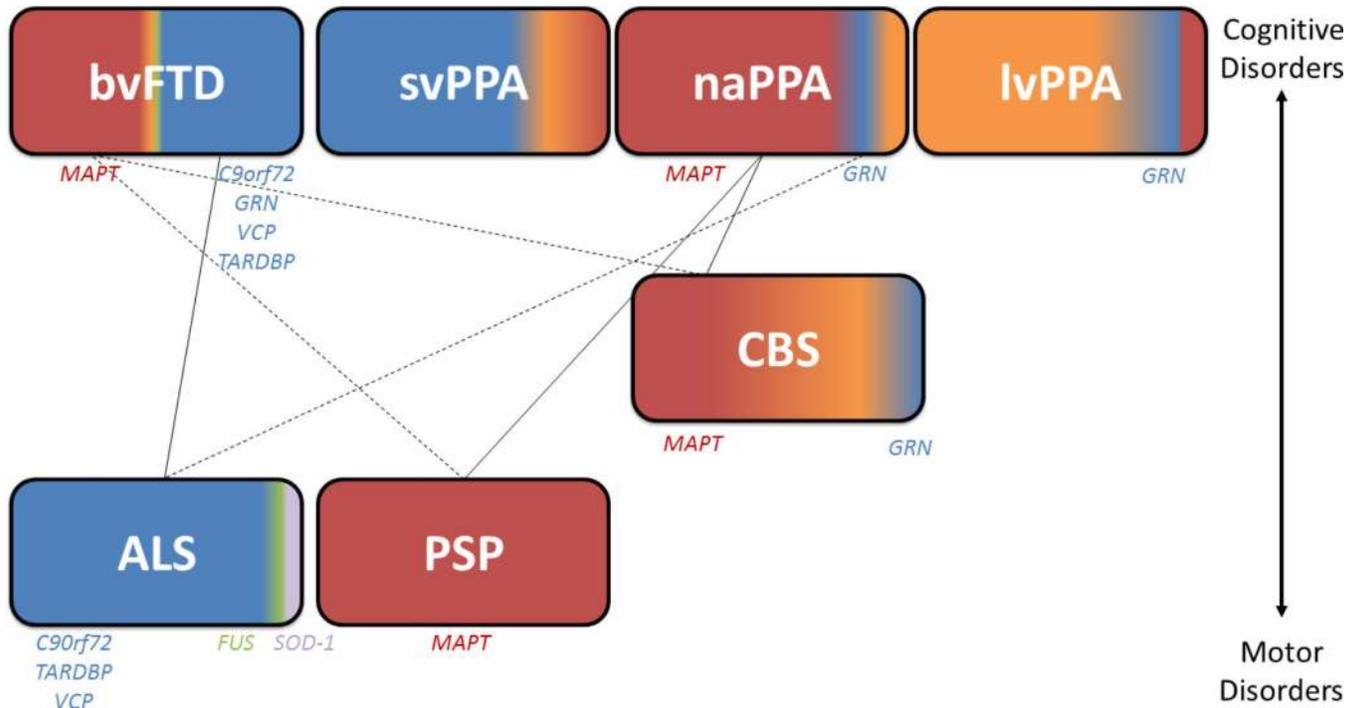 bvFTD
svPPA
naPPA
lvPPA
Cognitive
Disorders
MAPT
C9orf72
GRN
VCP
TARDBP
MAPT
GRN
GRN
CBS
MAPT
GRN
ALS
PSP
C90rf72
TARDBP
VCP
FUS
SOD-1
MAPT
Motor
Disorders